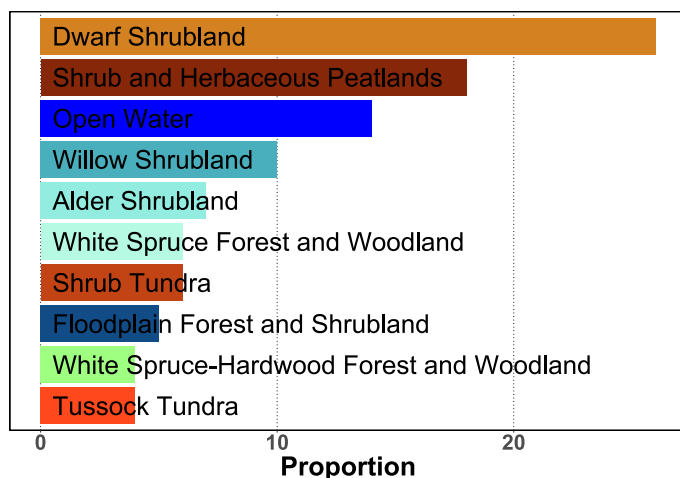 Dwarf Shrubland
Shrub and Herbaceous Peatlands
Open Water
Willow Shrubland
Alder Shrubland
White Spruce Forest and Woodland
Shrub Tundra
Floodplain Forest and Shrubland
White Spruce-Hardwood Forest and Woodland
Tussock Tundra
0 10 20
Proportion